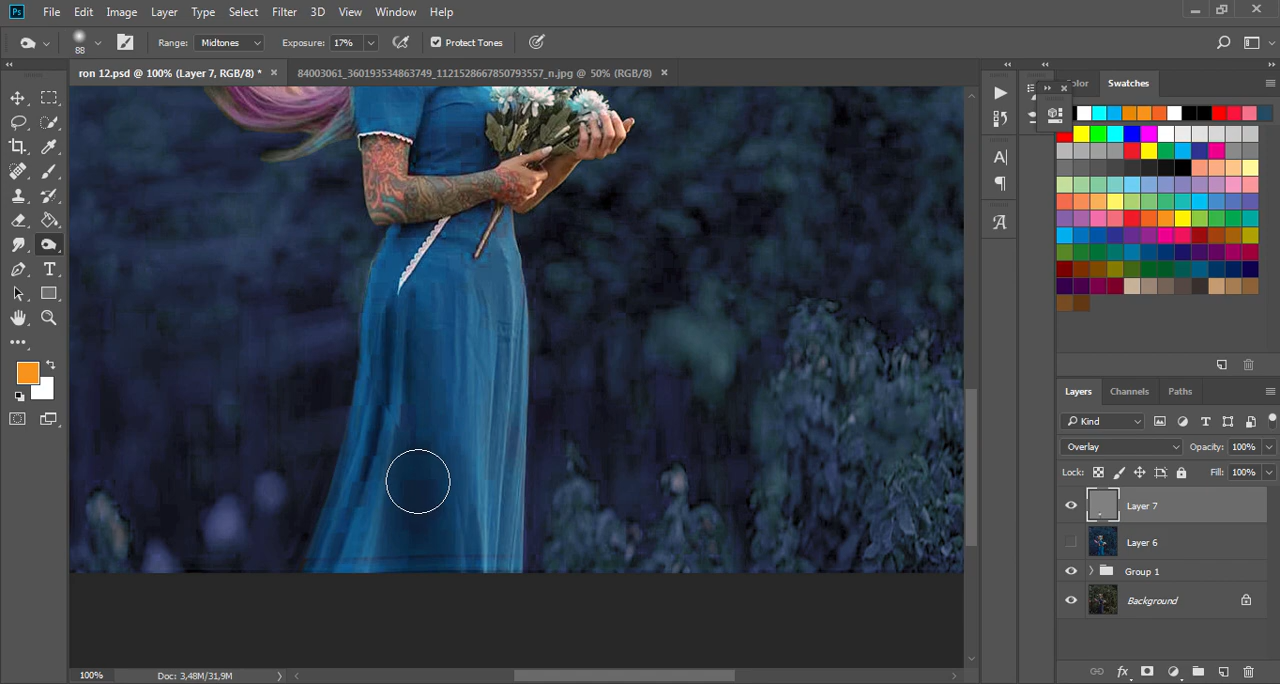 Ps File Edit Image Layer Type Select Filter 3D View Window Help
88 Range: Midtones Exposure: 17% Protect Tones
ron 12.psd @ 100% (Layer 7, RGB/8) * × 84003061_360193534863749_1121528667850793557_n.jpg @ 50% (RGB/8) ×
Swatches
Layers Channels Paths
Kind
Overlay Opacity: 100%
Lock: Fill: 100%
Layer 7
Layer 6
Group 1
Background
100% Doc: 3,48M/31,9M